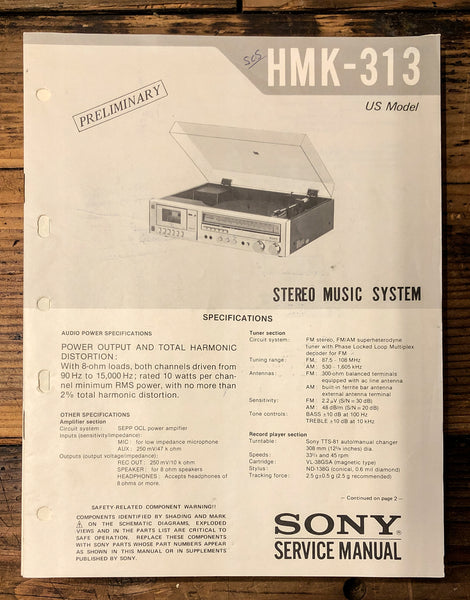 SCS
HMK-313
US Model
PRELIMINARY
STEREO MUSIC SYSTEM
SPECIFICATIONS
AUDIO POWER SPECIFICATIONS
POWER OUTPUT AND TOTAL HARMONIC
DISTORTION:
With 8-ohm loads, both channels driven from
90 Hz to 15,000 Hz; rated 10 watts per chan-
nel minimum RMS power, with no more than
2% total harmonic distortion.
OTHER SPECIFICATIONS
Amplifier section
Circuit system: SEPP OCL power amplifier
Inputs (sensitivity/impedance):
MIC: for low impedance microphone
AUX: 250 mV/47 k ohm
Outputs (output voltage/impedance):
REC OUT: 250 mV/10 k ohm
SPEAKER: for 8 ohm speakers
HEADPHONES: Accepts headphones of
8 ohms or more.
SAFETY-RELATED COMPONENT WARNING!!
COMPONENTS IDENTIFIED BY SHADING AND MARK
⚠ ON THE SCHEMATIC DIAGRAMS, EXPLODED
VIEWS AND IN THE PARTS LIST ARE CRITICAL TO
SAFE OPERATION. REPLACE THESE COMPONENTS
WITH SONY PARTS WHOSE PART NUMBERS APPEAR
AS SHOWN IN THIS MANUAL OR IN SUPPLEMENTS
PUBLISHED BY SONY.
Tuner section
Circuit system: FM stereo, FM/AM superheterodyne
tuner with Phase Locked Loop Multiplex
decoder for FM
Tuning range: FM: 87.5 - 108 MHz
AM: 530 - 1,605 kHz
Antennas: FM: 300-ohm balanced terminals
equipped with ac line antenna
AM: built-in ferrite bar antenna
external antenna terminal
Sensitivity: FM: 2.2 μV (S/N = 30 dB)
AM: 48 dB/m (S/N = 20 dB)
Tone controls: BASS ±10 dB at 100 Hz
TREBLE ±10 dB at 10 kHz
Record player section
Turntable: Sony TTS-81 auto/manual changer
308 mm (12⅛ inches) dia.
Speeds: 33⅓ and 45 rpm
Cartridge: VL-38GSA (magnetic type)
Stylus: ND-138G (conical, 0.6 mil diamond)
Tracking force: 2.5 g±0.5 g (2.5 g recommended)
— Continued on page 2 —
SONY®
SERVICE MANUAL